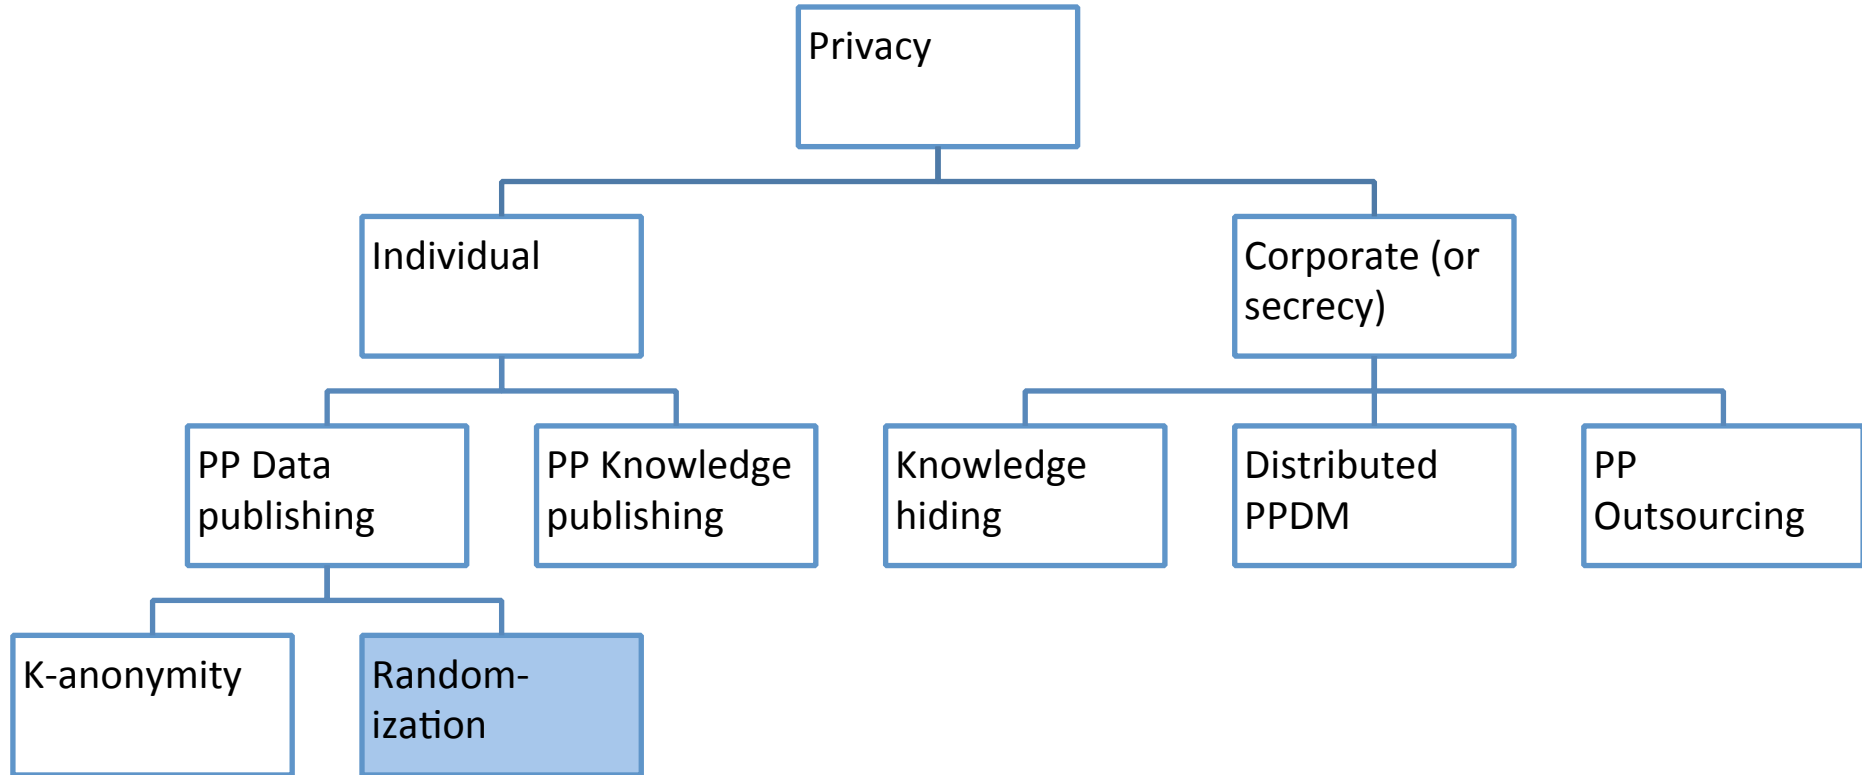 Privacy
Individual
Corporate (or
secrecy)
PP Data
publishing
PP Knowledge
publishing
Knowledge
hiding
Distributed
PPDM
PP
Outsourcing
K-anonymity
Random-
ization